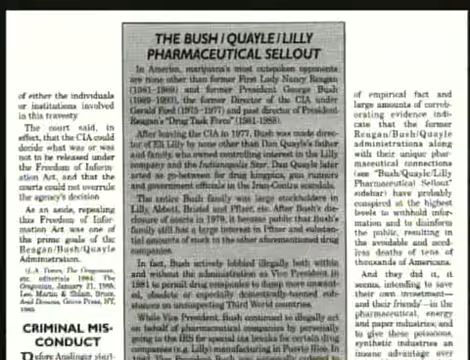 of either the individuals
or institutions involved
in this travesty.
The court said, in
effect, that the CIA could
decide what was or was
not to be released under
the Freedom of Informa-
tion Act, and that the
courts could not overrule
the agency's decision.
As an aside, repealing
this Freedom of Infor-
mation Act was one of
the prime goals of the
Reagan/Bush/Quayle
Administration.
(L.A. Times, The Oregonian,
etc. editorials 1984; The
Oregonian, January 21, 1985;
Lee, Martin & Shlain, Bruce,
Acid Dreams, Grove Press, NY,
1985.
CRIMINAL MIS-
CONDUCT
Before Anslinger
THE BUSH/QUAYLE/LILLY
PHARMACEUTICAL SELLOUT
In America, marijuana's most outspoken opponents
are none other than former First Lady Nancy Reagan
(1981-1989) and former President George Bush
(1989-1993), the former Director of the CIA under
Gerald Ford (1975-1977) and past director of President
Reagan's "Drug Task Force" (1981-1988).
After leaving the CIA in 1977, Bush was made direc-
tor of Eli Lilly by none other than Dan Quayle's father
and family, who owned controlling interest in the Lilly
company and the Indianapolis Star. Dan Quayle later
acted as go-between for drug kingpins, gun runners
and government officials in the Iran-Contra scandals.
The entire Bush family was large stockholders in
Lilly, Abbott, Bristol and Pfizer, etc. After Bush's dis-
closure of assets in 1979, it became public that Bush's
family still has a large interest in Pfizer and substan-
tial amounts of stock in the other aforementioned drug
companies.
In fact, Bush actively lobbied illegally both within
and without the administration as Vice President in
1981 to permit drug companies to dump more unwant-
ed, obsolete or especially domestically-banned sub-
stances on unsuspecting Third World countries.
While Vice President, Bush continued to illegally act
on behalf of pharmaceutical companies by personally
going to the IRS for special tax breaks for certain drug
companies (e.g. Lilly) manufacturing in Puerto Rico. In
of empirical fact and
large amounts of corrob-
orating evidence indi-
cate that the former
Reagan/Bush/Quayle
administrations along
with their unique phar-
maceutical connections
(see "Bush/Quayle/Lilly
Pharmaceutical Sellout"
sidebar) have probably
conspired at the highest
levels to withhold infor-
mation and to disinform
the public, resulting in
the avoidable and need-
less deaths of tens of
thousands of Americans.
And they did it, it
seems, intending to save
their own investment—
and their friends'—in the
pharmaceutical, energy
and paper industries; and
to give these poisonous,
synthetic industries an
insane advantage over